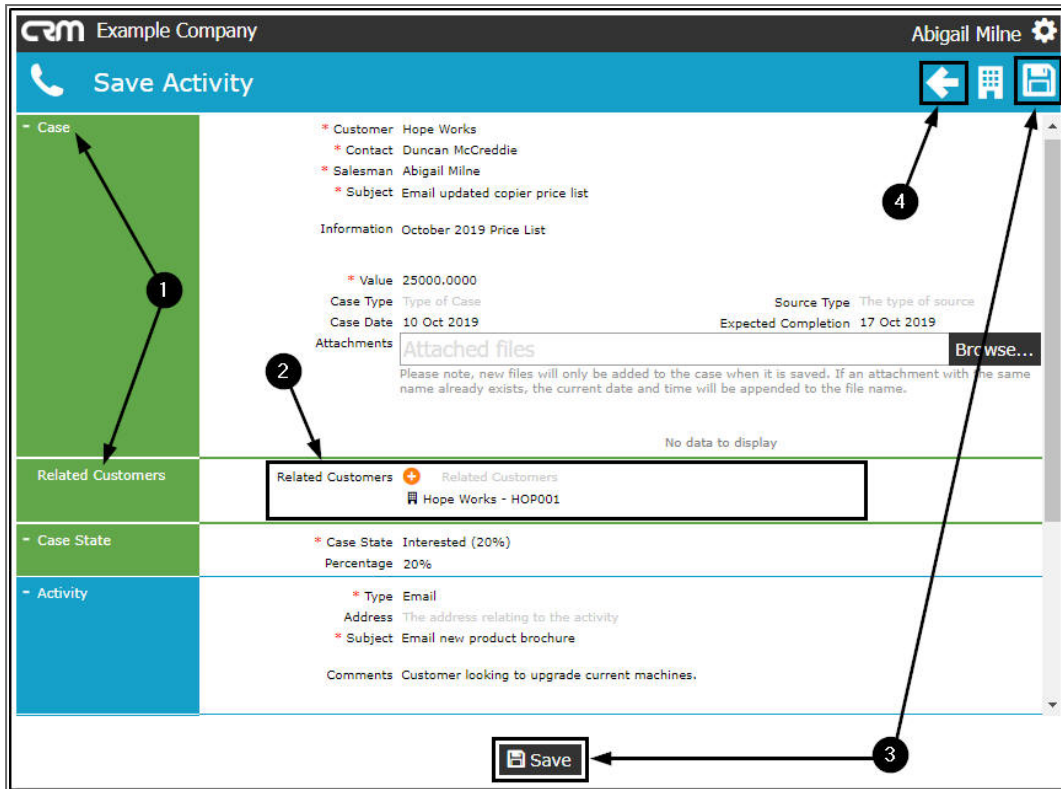 CRM Example Company
Abigail Milne
Save Activity
- Case
* Customer Hope Works
* Contact Duncan McCreddie
* Salesman Abigail Milne
* Subject Email updated copier price list
4
Information October 2019 Price List
1
* Value 25000.0000
Case Type Type of Case
Source Type The type of source
Case Date 10 Oct 2019
Expected Completion 17 Oct 2019
Attachments Attached files
Browse...
2
Please note, new files will only be added to the case when it is saved. If an attachment with the same
name already exists, the current date and time will be appended to the file name.
No data to display
Related Customers
Related Customers Related Customers
Hope Works - HOP001
- Case State
* Case State Interested (20%)
Percentage 20%
- Activity
* Type Email
Address The address relating to the activity
* Subject Email new product brochure
Comments Customer looking to upgrade current machines.
Save
3